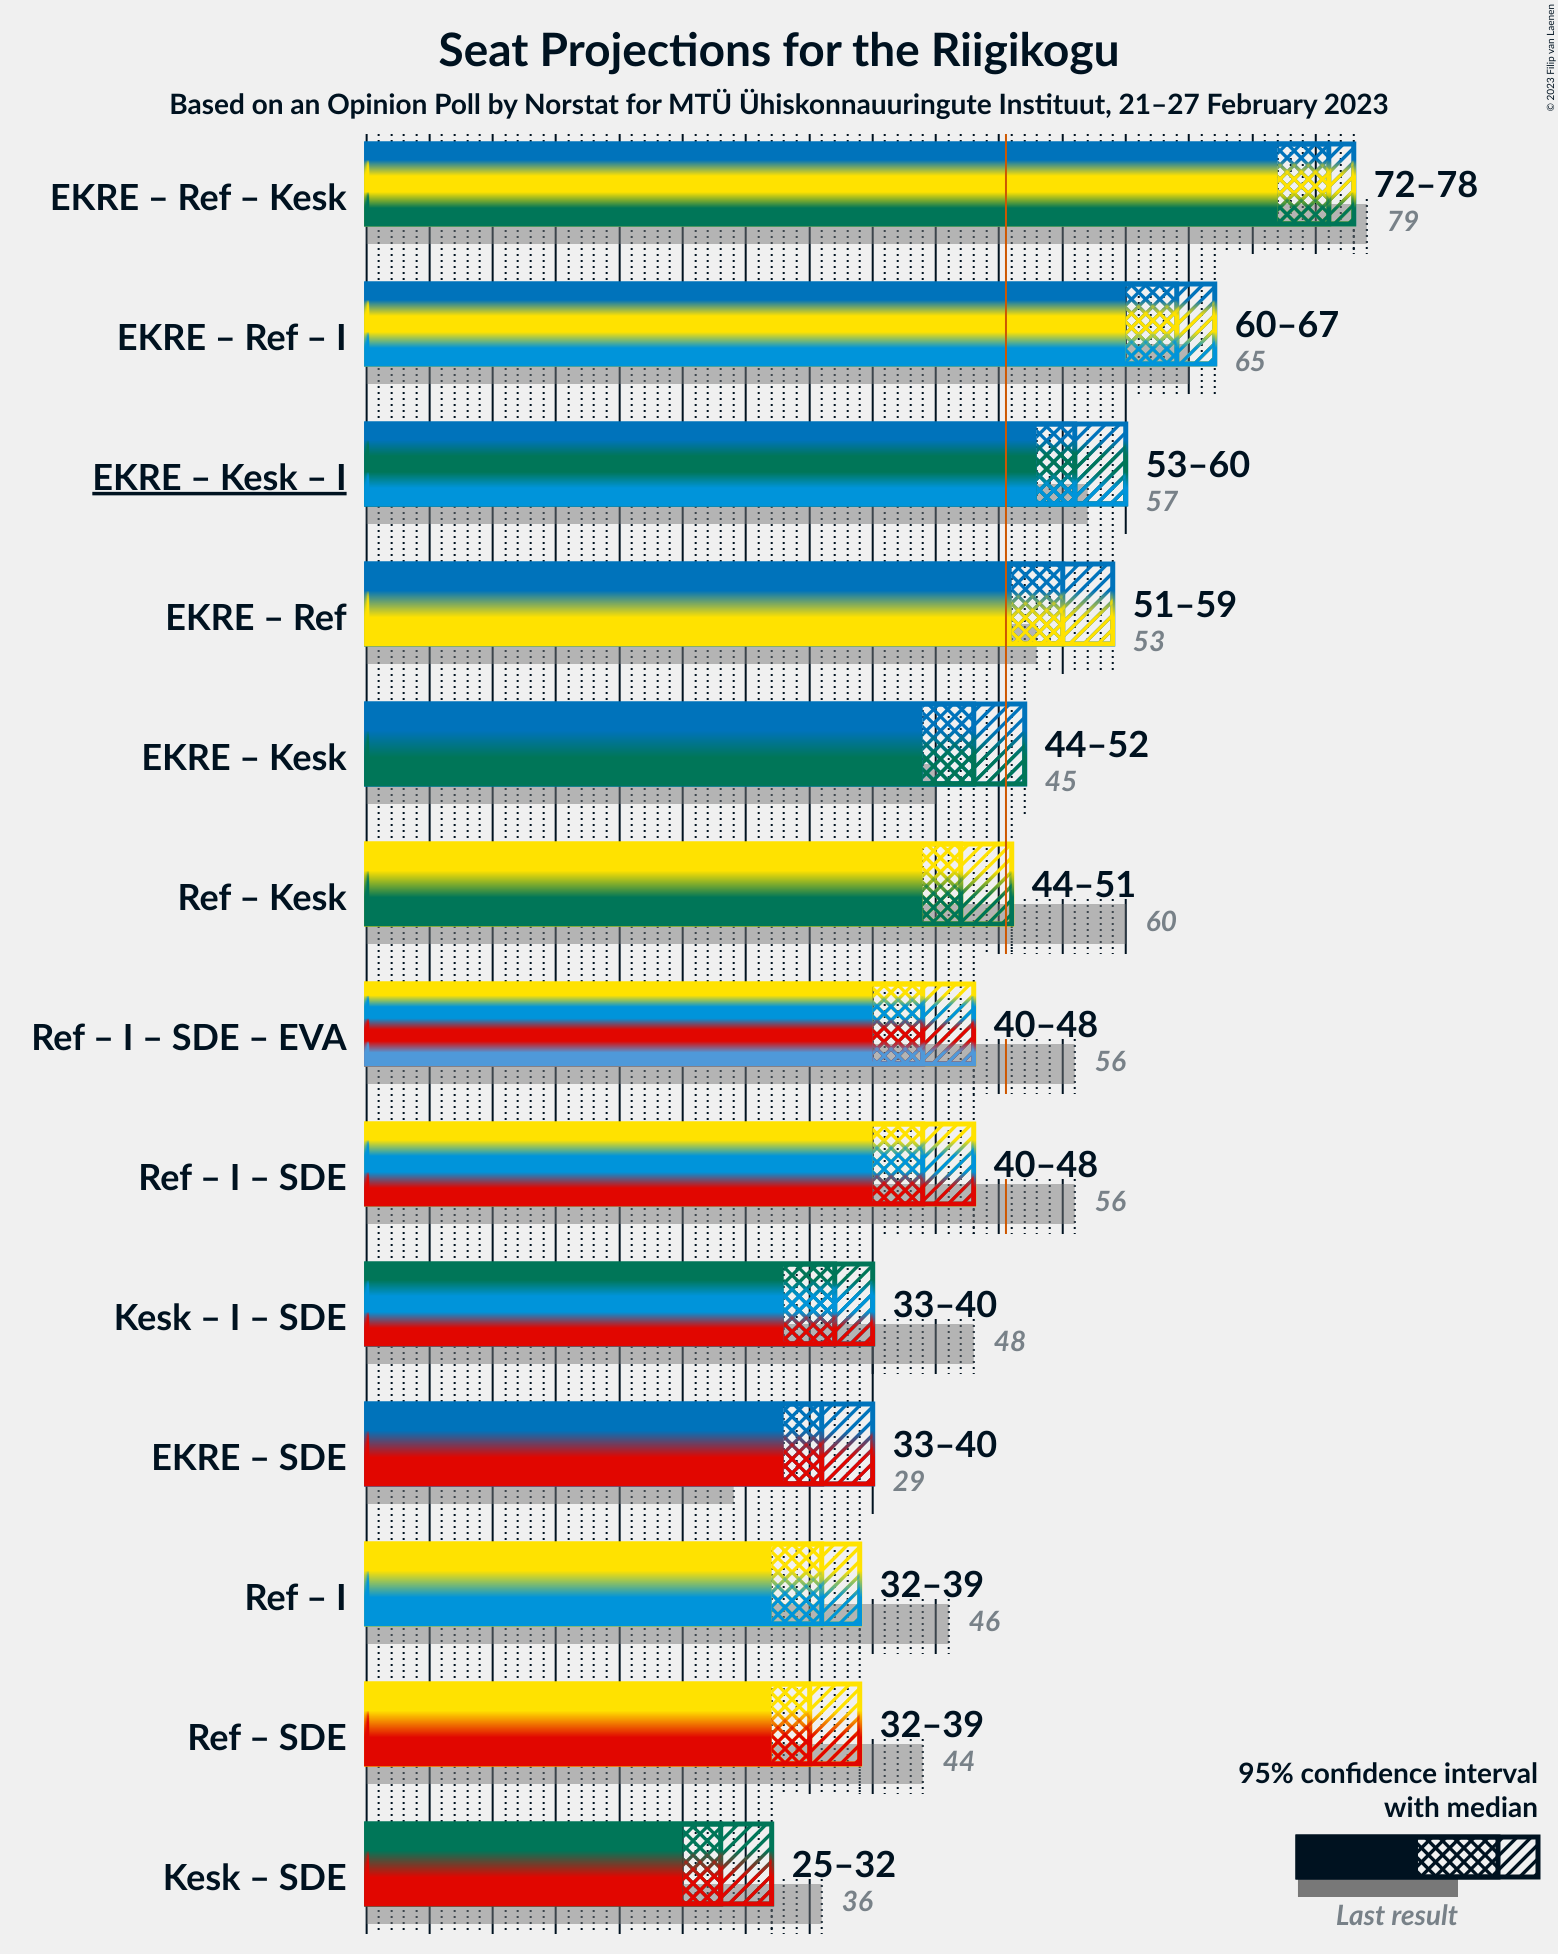 Seat Projections for the Riigikogu
Based on an Opinion Poll by Norstat for MTÜ Ühiskonnauuringute Instituut, 21–27 February 2023
© 2023 Filip van Laenen
EKRE – Ref – Kesk
72–78
79
EKRE – Ref – I
60–67
65
EKRE – Kesk – I
53–60
57
EKRE – Ref
51–59
53
EKRE – Kesk
44–52
45
Ref – Kesk
44–51
60
Ref – I – SDE – EVA
40–48
56
Ref – I – SDE
40–48
56
Kesk – I – SDE
33–40
48
EKRE – SDE
33–40
29
Ref – I
32–39
46
Ref – SDE
32–39
44
Kesk – SDE
25–32
36
95% confidence interval
with median
Last result